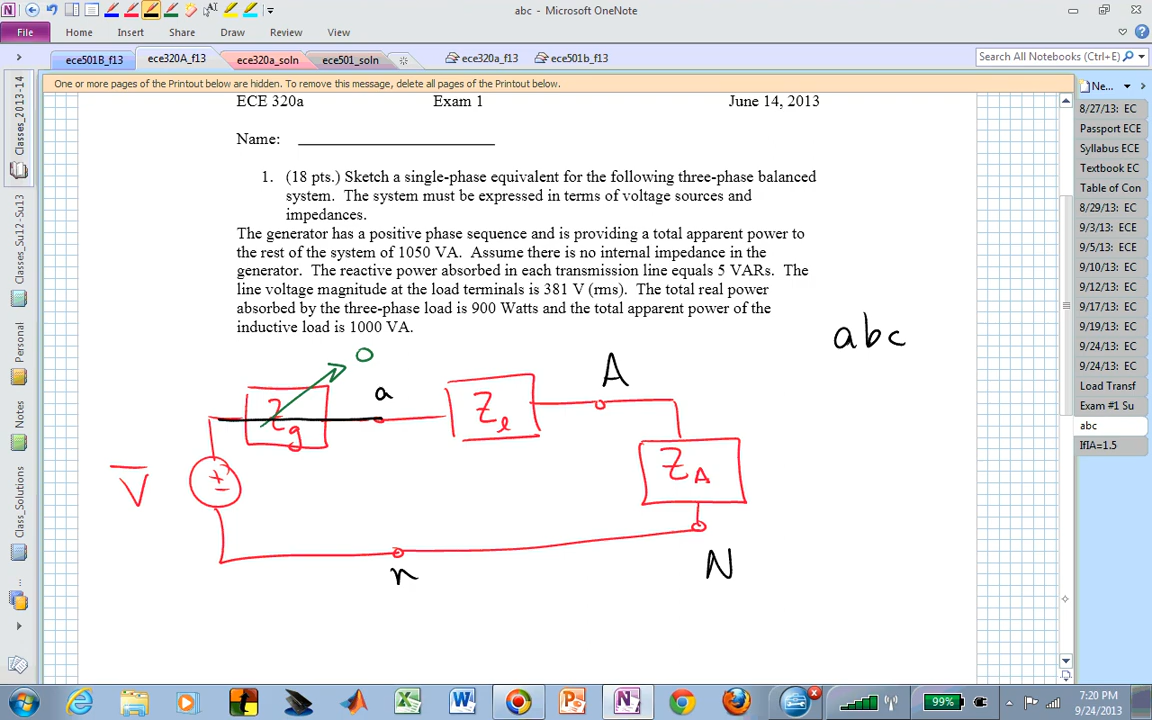 abc - Microsoft OneNote
File Home Insert Share Draw Review View
ece501B_f13 ece320A_f13 ece320a_soln ece501_soln ece320a_f13 ece501b_f13 Search All Notebooks (Ctrl+E)
One or more pages of the Printout below are hidden. To remove this message, delete all pages of the Printout below.
ECE 320a Exam 1 June 14, 2013
Name:
1. (18 pts.) Sketch a single-phase equivalent for the following three-phase balanced
system. The system must be expressed in terms of voltage sources and
impedances.
The generator has a positive phase sequence and is providing a total apparent power to
the rest of the system of 1050 VA. Assume there is no internal impedance in the
generator. The reactive power absorbed in each transmission line equals 5 VARs. The
line voltage magnitude at the load terminals is 381 V (rms). The total real power
absorbed by the three-phase load is 900 Watts and the total apparent power of the
inductive load is 1000 VA.
abc
0
a
A
Zg
Zℓ
ZA
V
+
−
n
N
Classes_2013-14
Classes_Su12-Su13
Personal
Notes
Class_Solutions
Ne...
8/27/13: EC
Passport ECE
Syllabus ECE
Textbook EC
Table of Con
8/29/13: EC
9/3/13: ECE
9/5/13: ECE
9/10/13: EC
9/12/13: EC
9/17/13: EC
9/19/13: EC
9/24/13: EC
9/24/13: EC
Load Transf
Exam #1 Su
abc
IfIA=1.5
99%
7:20 PM
9/24/2013